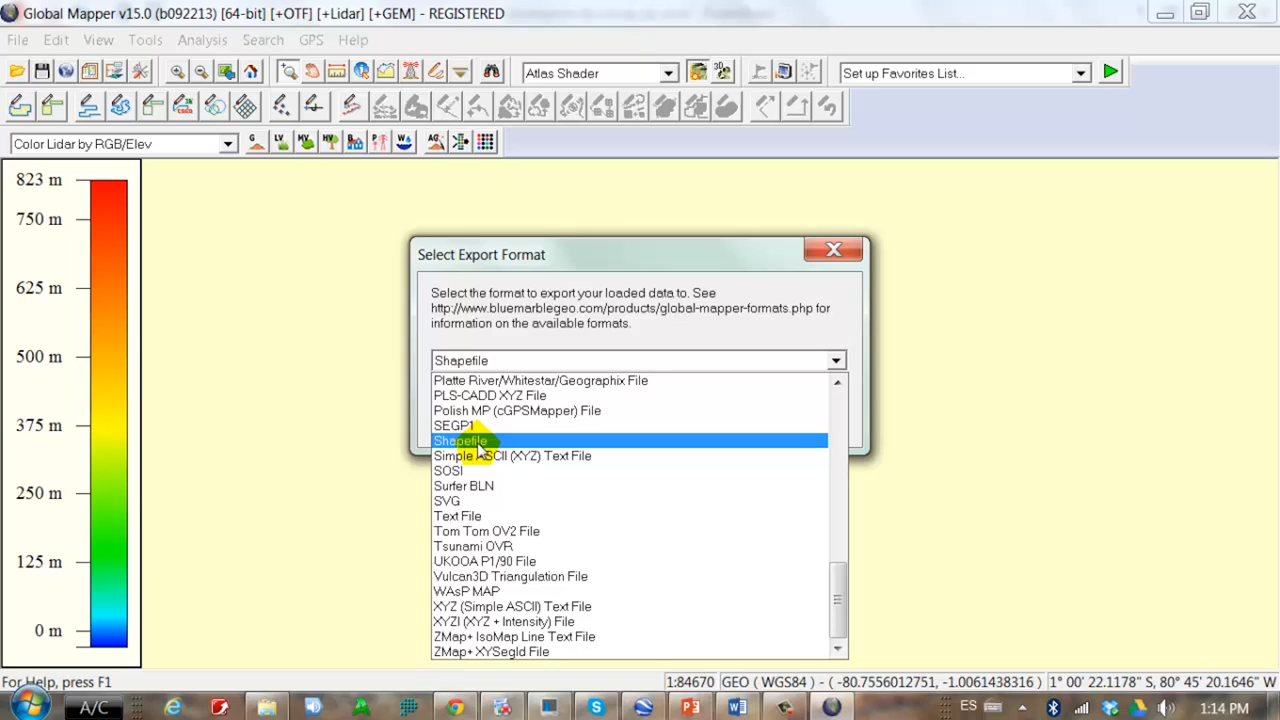 Global Mapper v15.0 (b092213) [64-bit] [+OTF] [+Lidar] [+GEM] - REGISTERED
File Edit View Tools Analysis Search GPS Help
Atlas Shader
Set up Favorites List...
Color Lidar by RGB/Elev
823 m
750 m
625 m
500 m
375 m
250 m
125 m
0 m
Select Export Format
Select the format to export your loaded data to. See
http://www.bluemarblegeo.com/products/global-mapper-formats.php for
information on the available formats.
Shapefile
Platte River/Whitestar/Geographix File
PLS-CADD XYZ File
Polish MP (cGPSMapper) File
SEGP1
Shapefile
Simple ASCII (XYZ) Text File
SOSI
Surfer BLN
SVG
Text File
Tom Tom OV2 File
Tsunami OVR
UKOOA P1/90 File
Vulcan3D Triangulation File
WAsP MAP
XYZ (Simple ASCII) Text File
XYZI (XYZ + Intensity) File
ZMap+ IsoMap Line Text File
ZMap+ XYSegId File
For Help, press F1
1:84670 GEO ( WGS84 ) - ( -80.7556012751, -1.0061438316 ) 1° 00' 22.1178" S, 80° 45' 20.1646" W
A/C
ES
1:14 PM